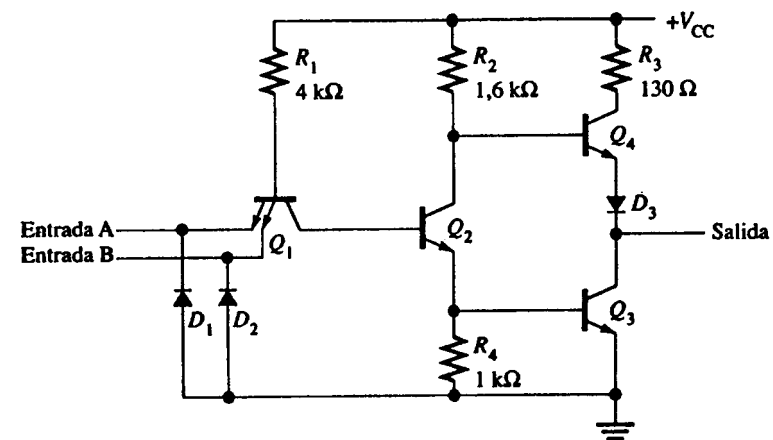 +V_CC
R_1
4 kΩ
R_2
1,6 kΩ
R_3
130 Ω
Q_4
D_3
Entrada A
Entrada B
Q_1
Q_2
Salida
D_1
D_2
Q_3
R_4
1 kΩ